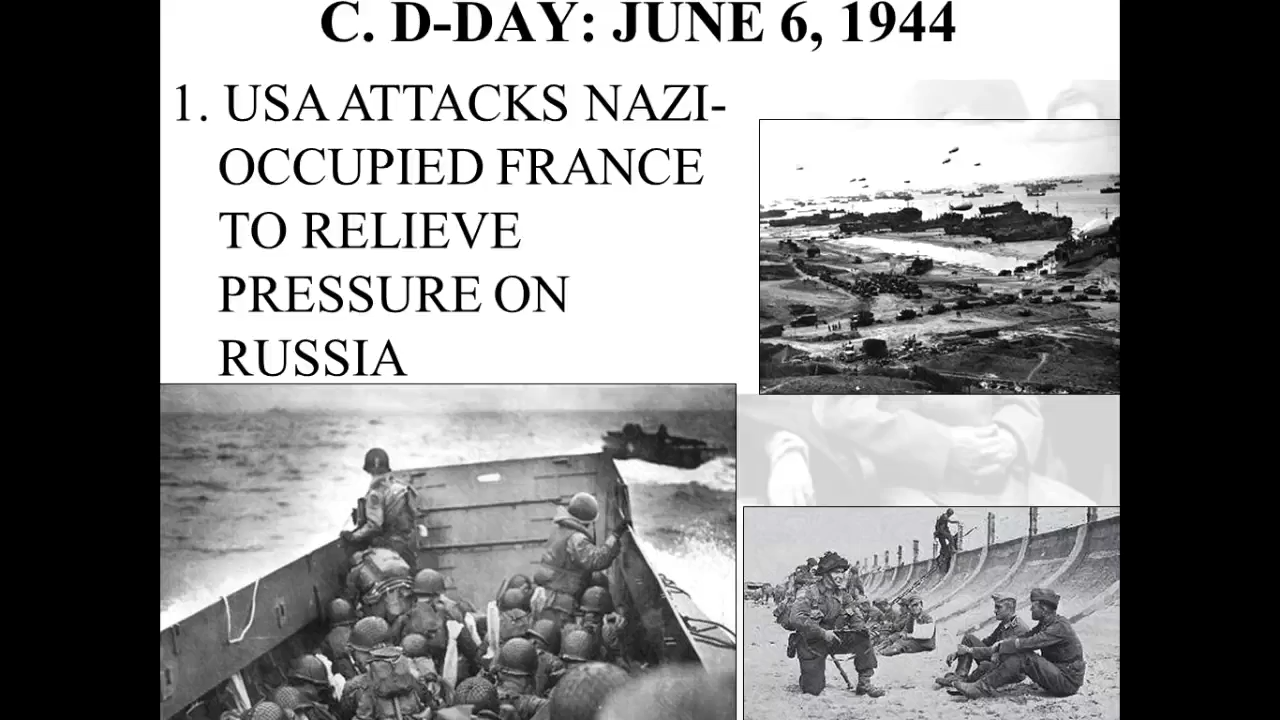 C. D-DAY: JUNE 6, 1944
1. USA ATTACKS NAZI-
OCCUPIED FRANCE
TO RELIEVE
PRESSURE ON
RUSSIA